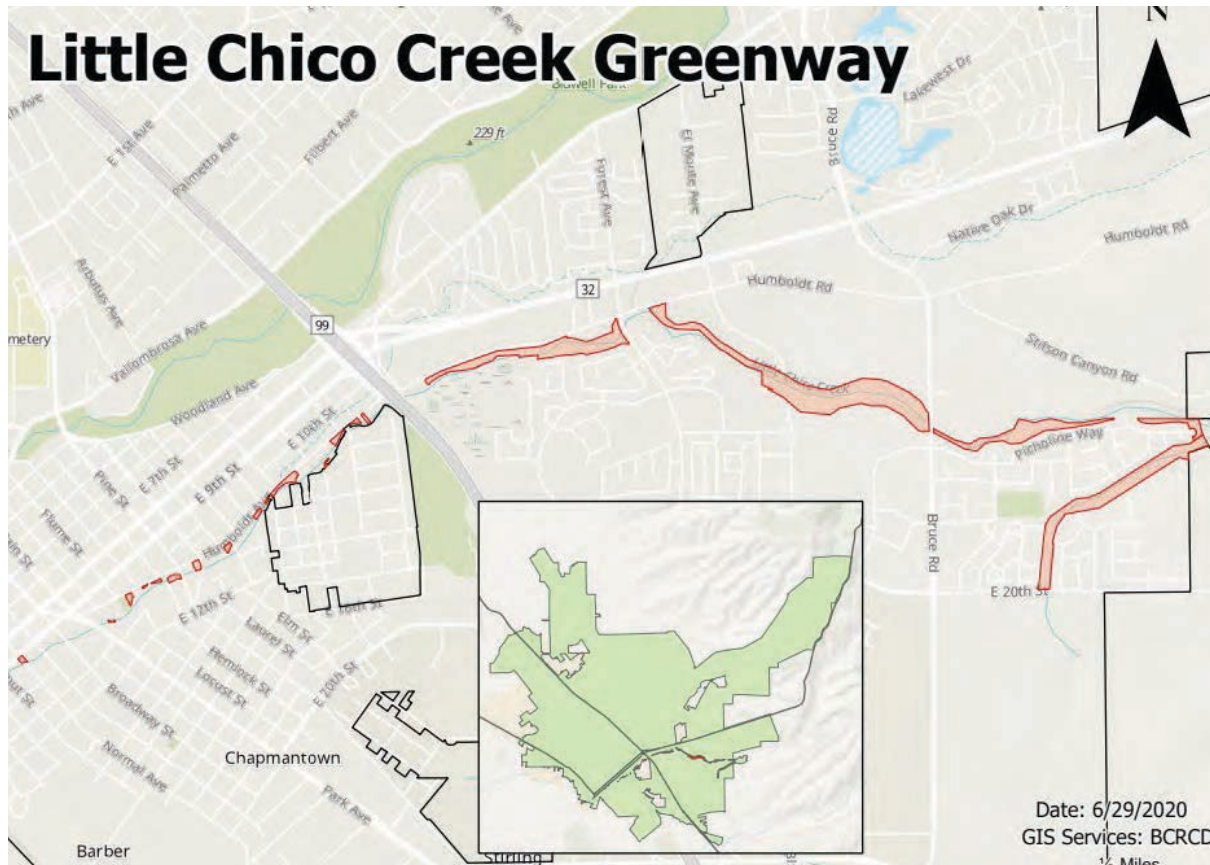 N
Little Chico Creek Greenway
Bidwell Park
Lakewest Dr
229 ft
E 1st Ave
Palmetto Ave
Filbert Ave
El Monte Ave
Forest Ave
Bruce Rd
Native Oak Dr
Humboldt Rd
Arbutus Ave
32
Humboldt Rd
99
metery
Vallombrosa Ave
Stilson Canyon Rd
Woodland Ave
Little Chico Creek
E 10th St
Picholine Way
Pine St
E 7th St
E 9th St
Flume St
Humboldt Ave
Bruce Rd
E 20th St
E 12th St
E 16th St
Elm St
Laurel St
Hemlock St
Locust St
E 20th St
Broadway St
Normal Ave
Chapmantown
Park Ave
Date: 6/29/2020
GIS Services: BCRCD
Barber
Stirling